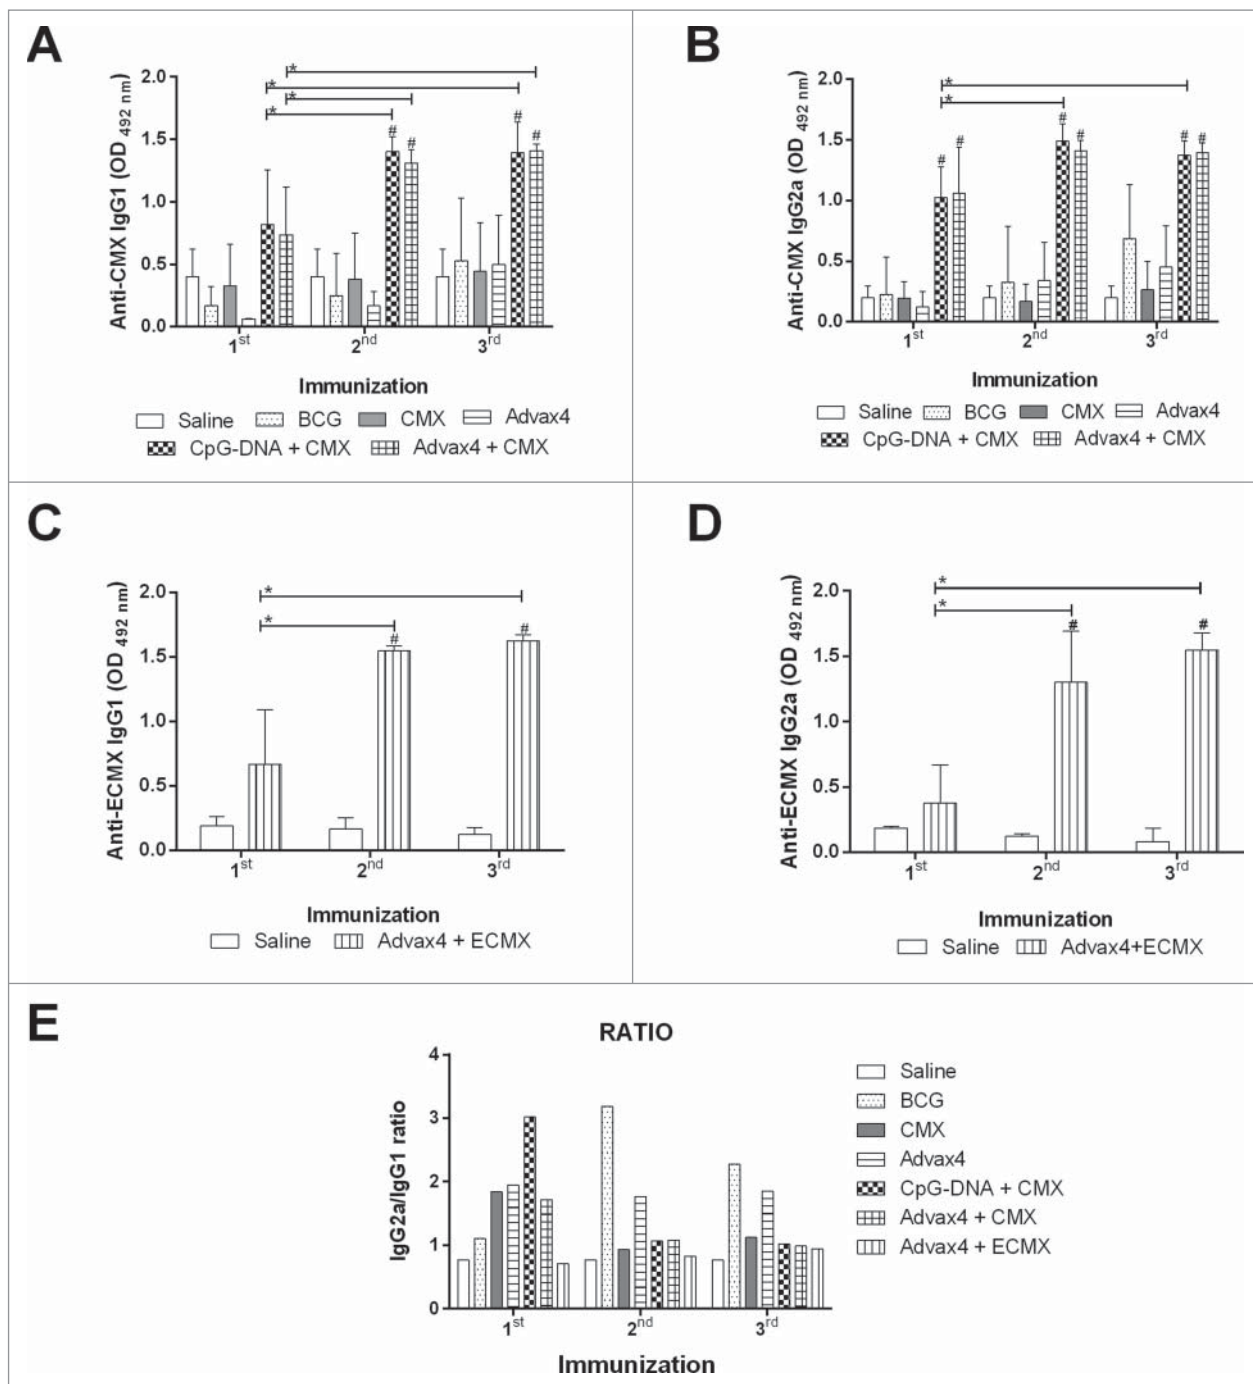 A
Anti-CMX IgG1 (OD 492 nm)
2.0
1.5
1.0
0.5
0.0
* * * *
# # # #
1st 2nd 3rd
Immunization
Saline BCG CMX Advax4
CpG-DNA + CMX Advax4 + CMX
B
Anti-CMX IgG2a (OD 492 nm)
2.0
1.5
1.0
0.5
0.0
* *
# # # # # #
1st 2nd 3rd
Immunization
Saline BCG CMX Advax4
CpG-DNA + CMX Advax4 + CMX
C
Anti-ECMX IgG1 (OD 492 nm)
2.0
1.5
1.0
0.5
0.0
* *
# #
1st 2nd 3rd
Immunization
Saline Advax4 + ECMX
D
Anti-ECMX IgG2a (OD 492 nm)
2.0
1.5
1.0
0.5
0.0
* *
# #
1st 2nd 3rd
Immunization
Saline Advax4+ECMX
E
RATIO
IgG2a/IgG1 ratio
4
3
2
1
0
1st 2nd 3rd
Immunization
Saline
BCG
CMX
Advax4
CpG-DNA + CMX
Advax4 + CMX
Advax4 + ECMX